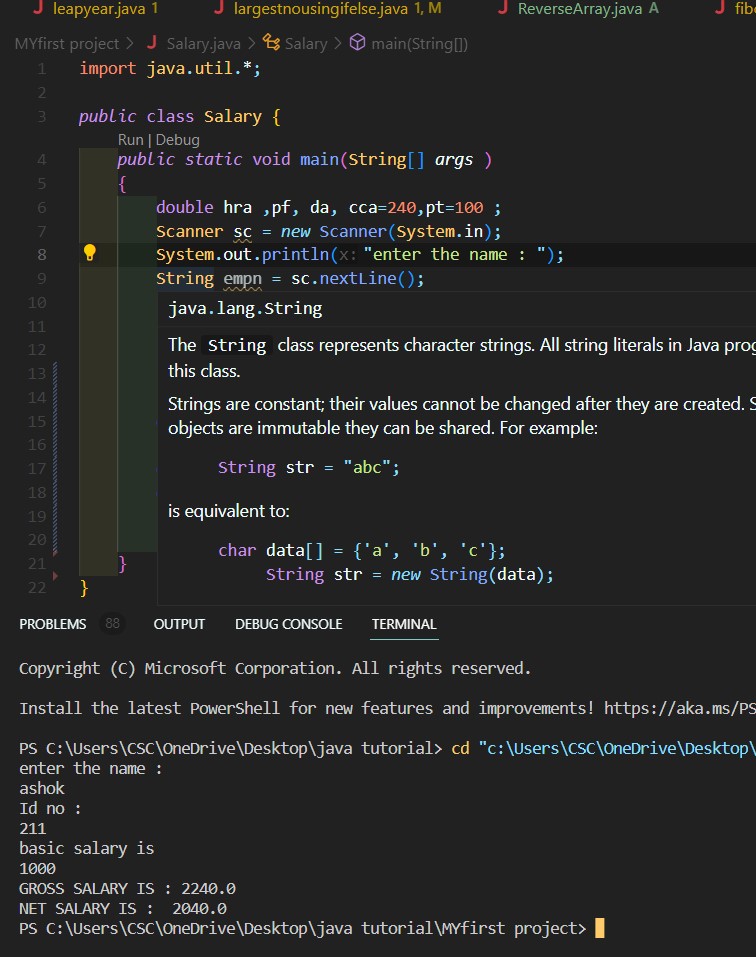 leapyear.java 1 largestnousingifelse.java 1, M ReverseArray.java A fib
MYfirst project > Salary.java > Salary > main(String[])
1 import java.util.*;
2
3 public class Salary {
Run | Debug
4 public static void main(String[] args )
5 {
6 double hra ,pf, da, cca=240,pt=100 ;
7 Scanner sc = new Scanner(System.in);
8 System.out.println(x: "enter the name : ");
9 String empn = sc.nextLine();
10 java.lang.String
11
12 The String class represents character strings. All string literals in Java prog
13 this class.
14 Strings are constant; their values cannot be changed after they are created. S
15 objects are immutable they can be shared. For example:
16
17 String str = "abc";
18
19 is equivalent to:
20 char data[] = {'a', 'b', 'c'};
21 } String str = new String(data);
22 }
PROBLEMS 88 OUTPUT DEBUG CONSOLE TERMINAL
Copyright (C) Microsoft Corporation. All rights reserved.
Install the latest PowerShell for new features and improvements! https://aka.ms/PS
PS C:\Users\CSC\OneDrive\Desktop\java tutorial> cd "c:\Users\CSC\OneDrive\Desktop\
enter the name :
ashok
Id no :
211
basic salary is
1000
GROSS SALARY IS : 2240.0
NET SALARY IS :  2040.0
PS C:\Users\CSC\OneDrive\Desktop\java tutorial\MYfirst project>